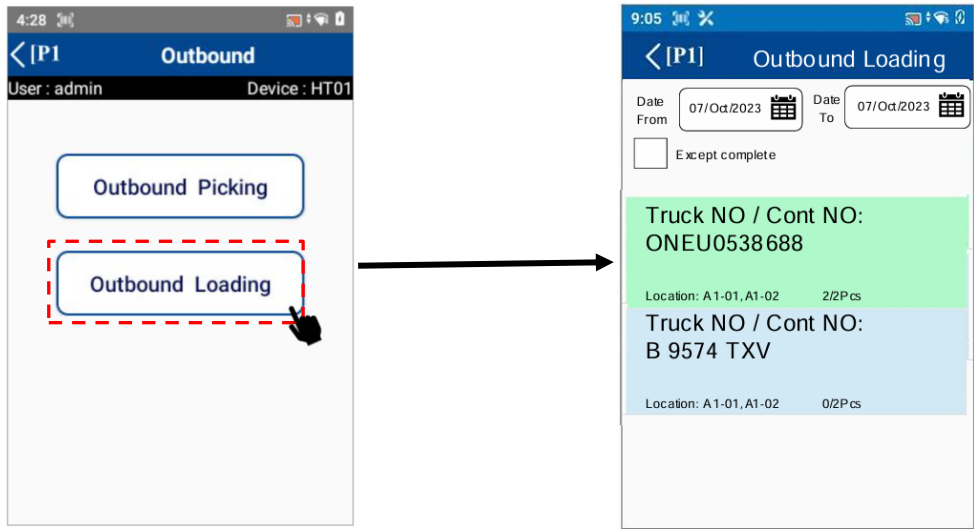 4:28
[P1 Outbound
User : admin Device : HT01
Outbound Picking
Outbound Loading
9:05
[P1] Outbound Loading
Date From 07/Oct/2023 Date To 07/Oct/2023
Except complete
Truck NO / Cont NO:
ONEU0538688
Location: A1-01, A1-02 2/2Pcs
Truck NO / Cont NO:
B 9574 TXV
Location: A1-01, A1-02 0/2Pcs